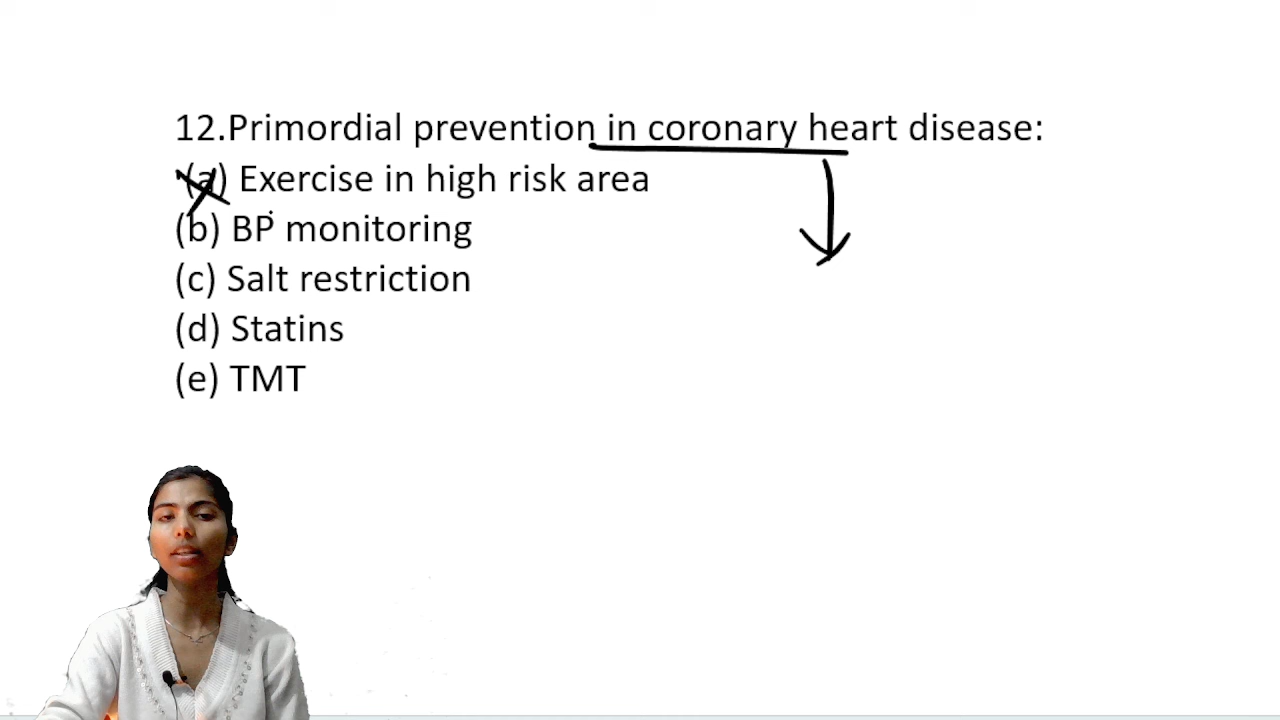 12.Primordial prevention in coronary heart disease:
(a) Exercise in high risk area
(b) BP monitoring
(c) Salt restriction
(d) Statins
(e) TMT